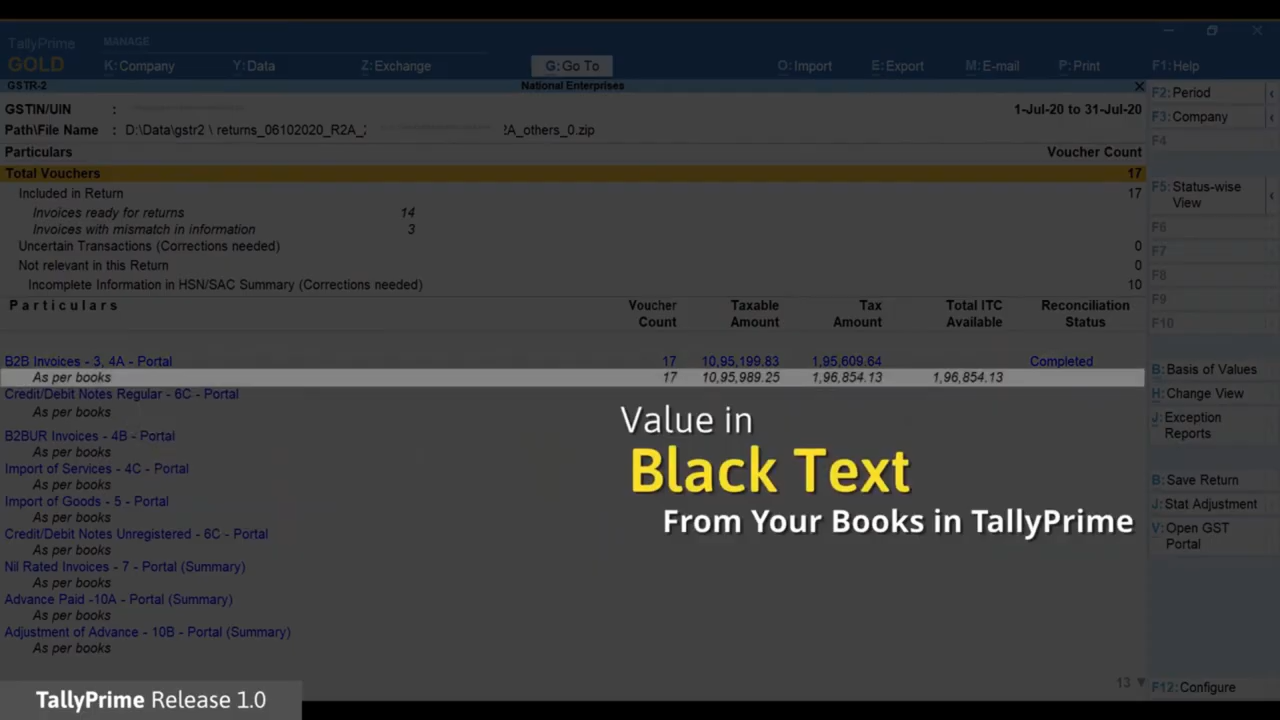 TallyPrime MANAGE
GOLD K:Company Y:Data Z:Exchange G:Go To O:Import E:Export M:E-mail P:Print F1:Help
GSTR-2 National Enterprises
GSTIN/UIN : 1-Jul-20 to 31-Jul-20 F2:Period
Path\File Name : D:\Data\gstr2 \ returns_06102020_R2A_ A_others_0.zip F3:Company
Particulars Voucher Count F4
Total Vouchers 17
Included in Return 17 F5:Status-wise View
Invoices ready for returns 14
Invoices with mismatch in information 3 F6
Uncertain Transactions (Corrections needed) 0 F7
Not relevant in this Return 0 F8
Incomplete Information in HSN/SAC Summary (Corrections needed) 10
F9
Particulars Voucher Count Taxable Amount Tax Amount Total ITC Available Reconciliation Status
F10
B2B Invoices - 3, 4A - Portal 17 10,95,199.83 1,95,609.64 Completed
As per books 17 10,95,989.25 1,96,854.13 1,96,854.13
Credit/Debit Notes Regular - 6C - Portal
As per books
B2BUR Invoices - 4B - Portal
As per books
Import of Services - 4C - Portal
As per books
Import of Goods - 5 - Portal
As per books
Credit/Debit Notes Unregistered - 6C - Portal
As per books
Nil Rated Invoices - 7 - Portal (Summary)
As per books
Advance Paid -10A - Portal (Summary)
As per books
Adjustment of Advance - 10B - Portal (Summary)
As per books
B:Basis of Values
H:Change View
J:Exception Reports
B:Save Return
J:Stat Adjustment
V:Open GST Portal
13 ▼ F12:Configure
Value in
Black Text
From Your Books in TallyPrime
TallyPrime Release 1.0